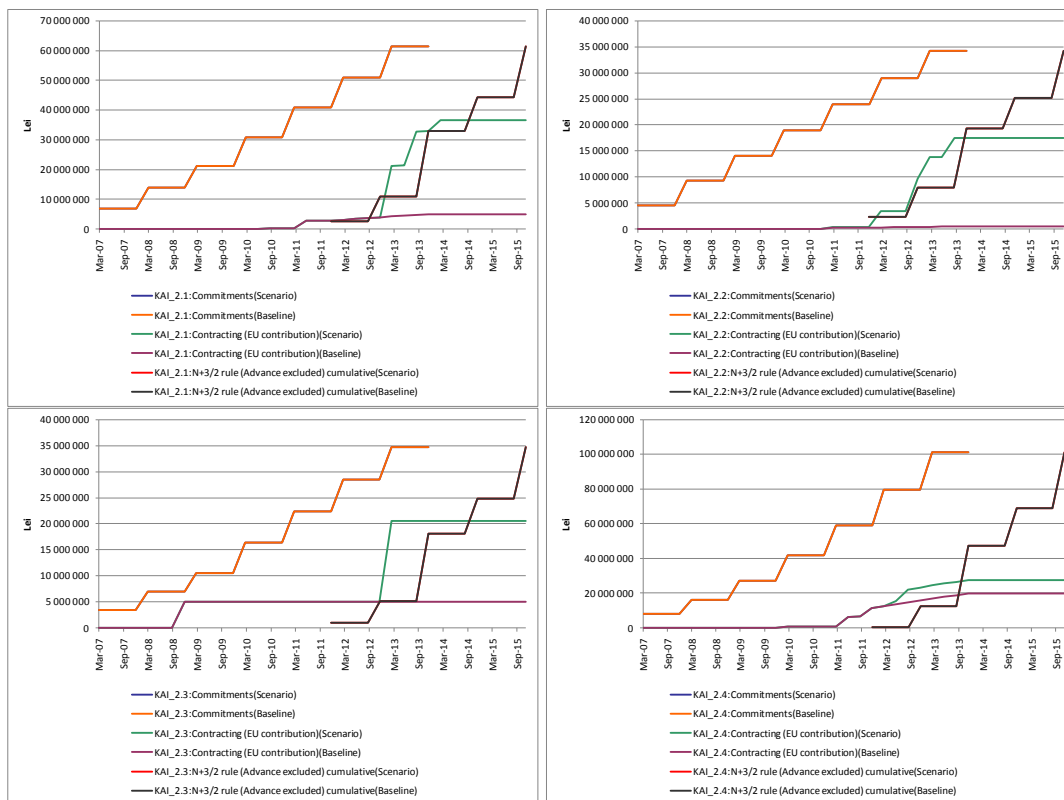 70 000 000
60 000 000
50 000 000
40 000 000
30 000 000
20 000 000
10 000 000
0
Lei
Mar-07
Sep-07
Mar-08
Sep-08
Mar-09
Sep-09
Mar-10
Sep-10
Mar-11
Sep-11
Mar-12
Sep-12
Mar-13
Sep-13
Mar-14
Sep-14
Mar-15
Sep-15
KAI_2.1:Commitments(Scenario)
KAI_2.1:Commitments(Baseline)
KAI_2.1:Contracting (EU contribution)(Scenario)
KAI_2.1:Contracting (EU contribution)(Baseline)
KAI_2.1:N+3/2 rule (Advance excluded) cumulative(Scenario)
KAI_2.1:N+3/2 rule (Advance excluded) cumulative(Baseline)
40 000 000
35 000 000
30 000 000
25 000 000
20 000 000
15 000 000
10 000 000
5 000 000
0
Lei
Mar-07
Sep-07
Mar-08
Sep-08
Mar-09
Sep-09
Mar-10
Sep-10
Mar-11
Sep-11
Mar-12
Sep-12
Mar-13
Sep-13
Mar-14
Sep-14
Mar-15
Sep-15
KAI_2.2:Commitments(Scenario)
KAI_2.2:Commitments(Baseline)
KAI_2.2:Contracting (EU contribution)(Scenario)
KAI_2.2:Contracting (EU contribution)(Baseline)
KAI_2.2:N+3/2 rule (Advance excluded) cumulative(Scenario)
KAI_2.2:N+3/2 rule (Advance excluded) cumulative(Baseline)
40 000 000
35 000 000
30 000 000
25 000 000
20 000 000
15 000 000
10 000 000
5 000 000
0
Lei
Mar-07
Sep-07
Mar-08
Sep-08
Mar-09
Sep-09
Mar-10
Sep-10
Mar-11
Sep-11
Mar-12
Sep-12
Mar-13
Sep-13
Mar-14
Sep-14
Mar-15
Sep-15
KAI_2.3:Commitments(Scenario)
KAI_2.3:Commitments(Baseline)
KAI_2.3:Contracting (EU contribution)(Scenario)
KAI_2.3:Contracting (EU contribution)(Baseline)
KAI_2.3:N+3/2 rule (Advance excluded) cumulative(Scenario)
KAI_2.3:N+3/2 rule (Advance excluded) cumulative(Baseline)
120 000 000
100 000 000
80 000 000
60 000 000
40 000 000
20 000 000
0
Lei
Mar-07
Sep-07
Mar-08
Sep-08
Mar-09
Sep-09
Mar-10
Sep-10
Mar-11
Sep-11
Mar-12
Sep-12
Mar-13
Sep-13
Mar-14
Sep-14
Mar-15
Sep-15
KAI_2.4:Commitments(Scenario)
KAI_2.4:Commitments(Baseline)
KAI_2.4:Contracting (EU contribution)(Scenario)
KAI_2.4:Contracting (EU contribution)(Baseline)
KAI_2.4:N+3/2 rule (Advance excluded) cumulative(Scenario)
KAI_2.4:N+3/2 rule (Advance excluded) cumulative(Baseline)